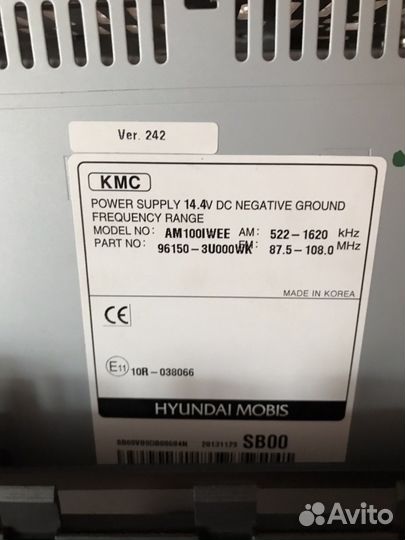 Ver. 242
KMC
POWER SUPPLY 14.4V DC NEGATIVE GROUND
FREQUENCY RANGE
MODEL NO: AM100IWEE AM: 522-1620 kHz
PART NO: 96150-3U000WK FM: 87.5-108.0 MHz
MADE IN KOREA
CE
E11 10R-038066
HYUNDAI MOBIS
20131123 SB00
Avito